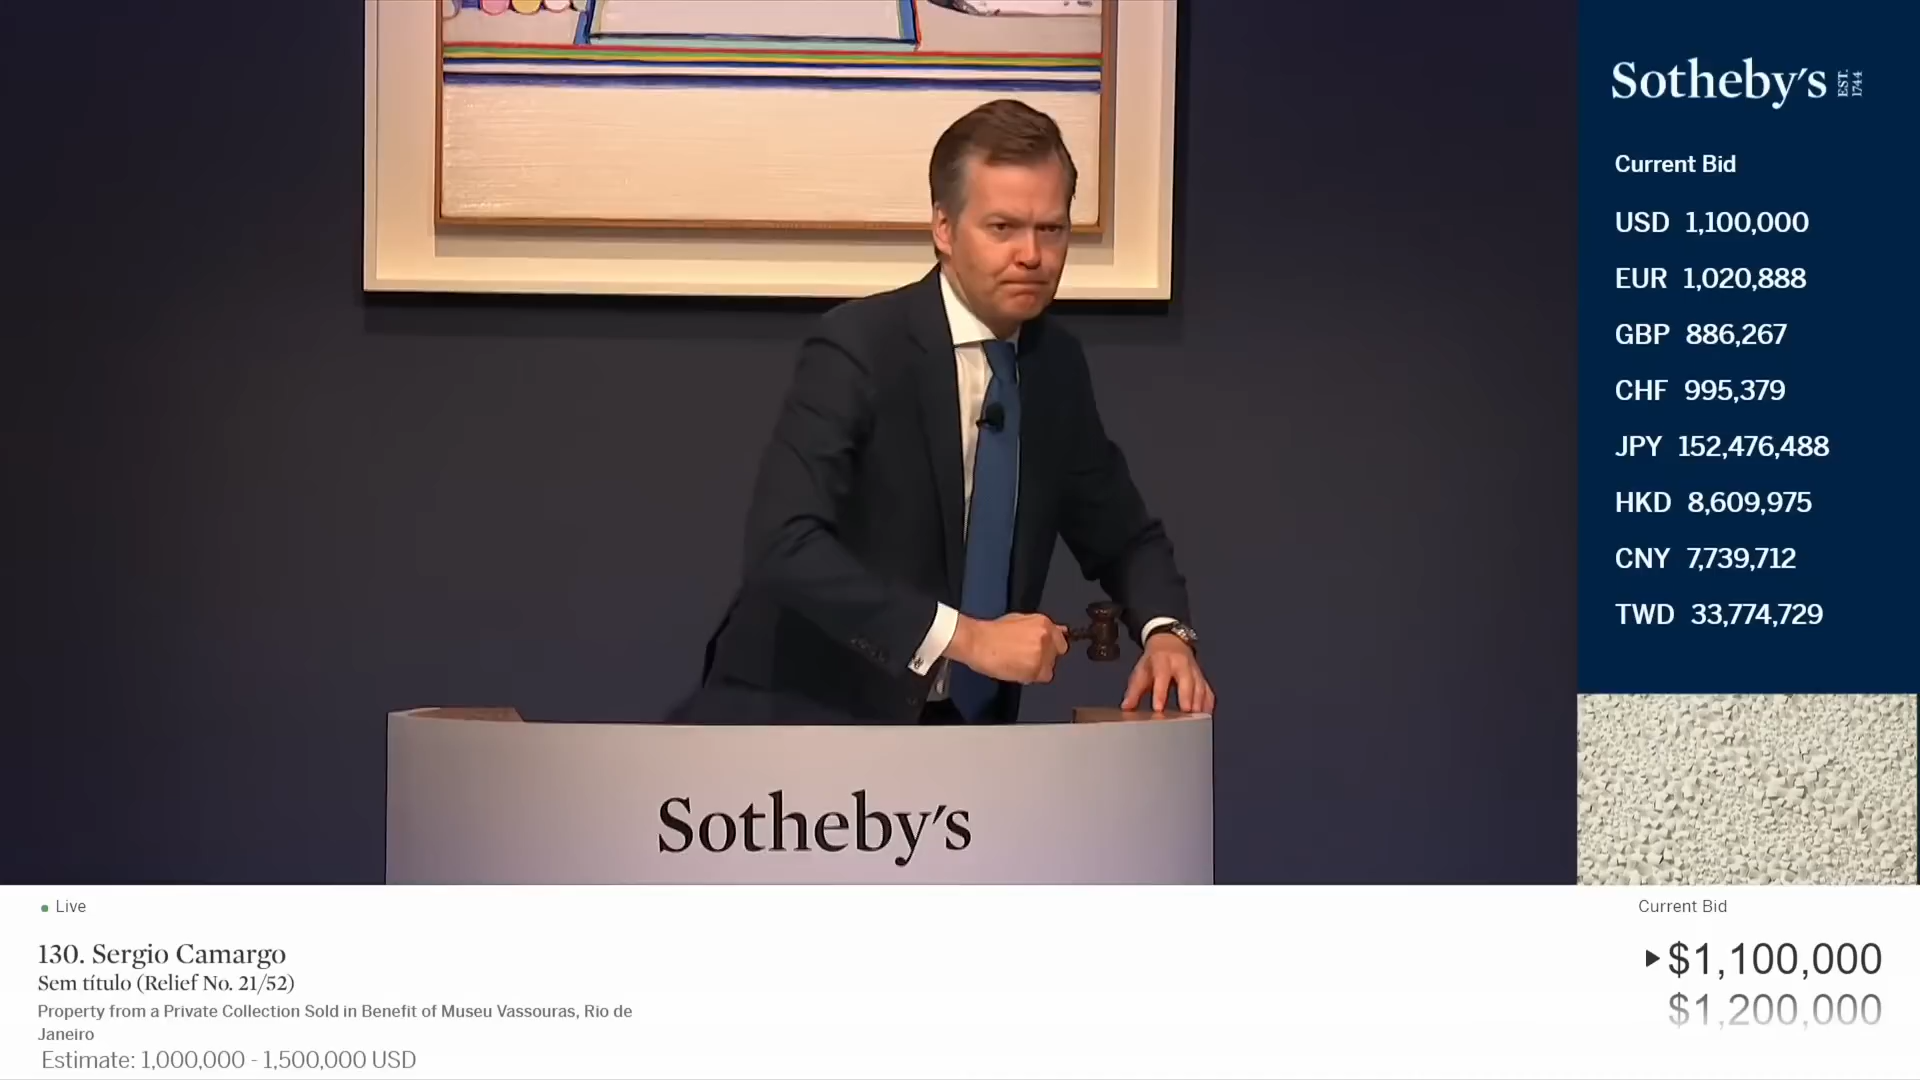 Sotheby's EST. 1744
Current Bid
USD 1,100,000
EUR 1,020,888
GBP 886,267
CHF 995,379
JPY 152,476,488
HKD 8,609,975
CNY 7,739,712
TWD 33,774,729
Sotheby's
Live
130. Sergio Camargo
Sem título (Relief No. 21/52)
Property from a Private Collection Sold in Benefit of Museu Vassouras, Rio de
Janeiro
Estimate: 1,000,000 - 1,500,000 USD
Current Bid
$1,100,000
$1,200,000